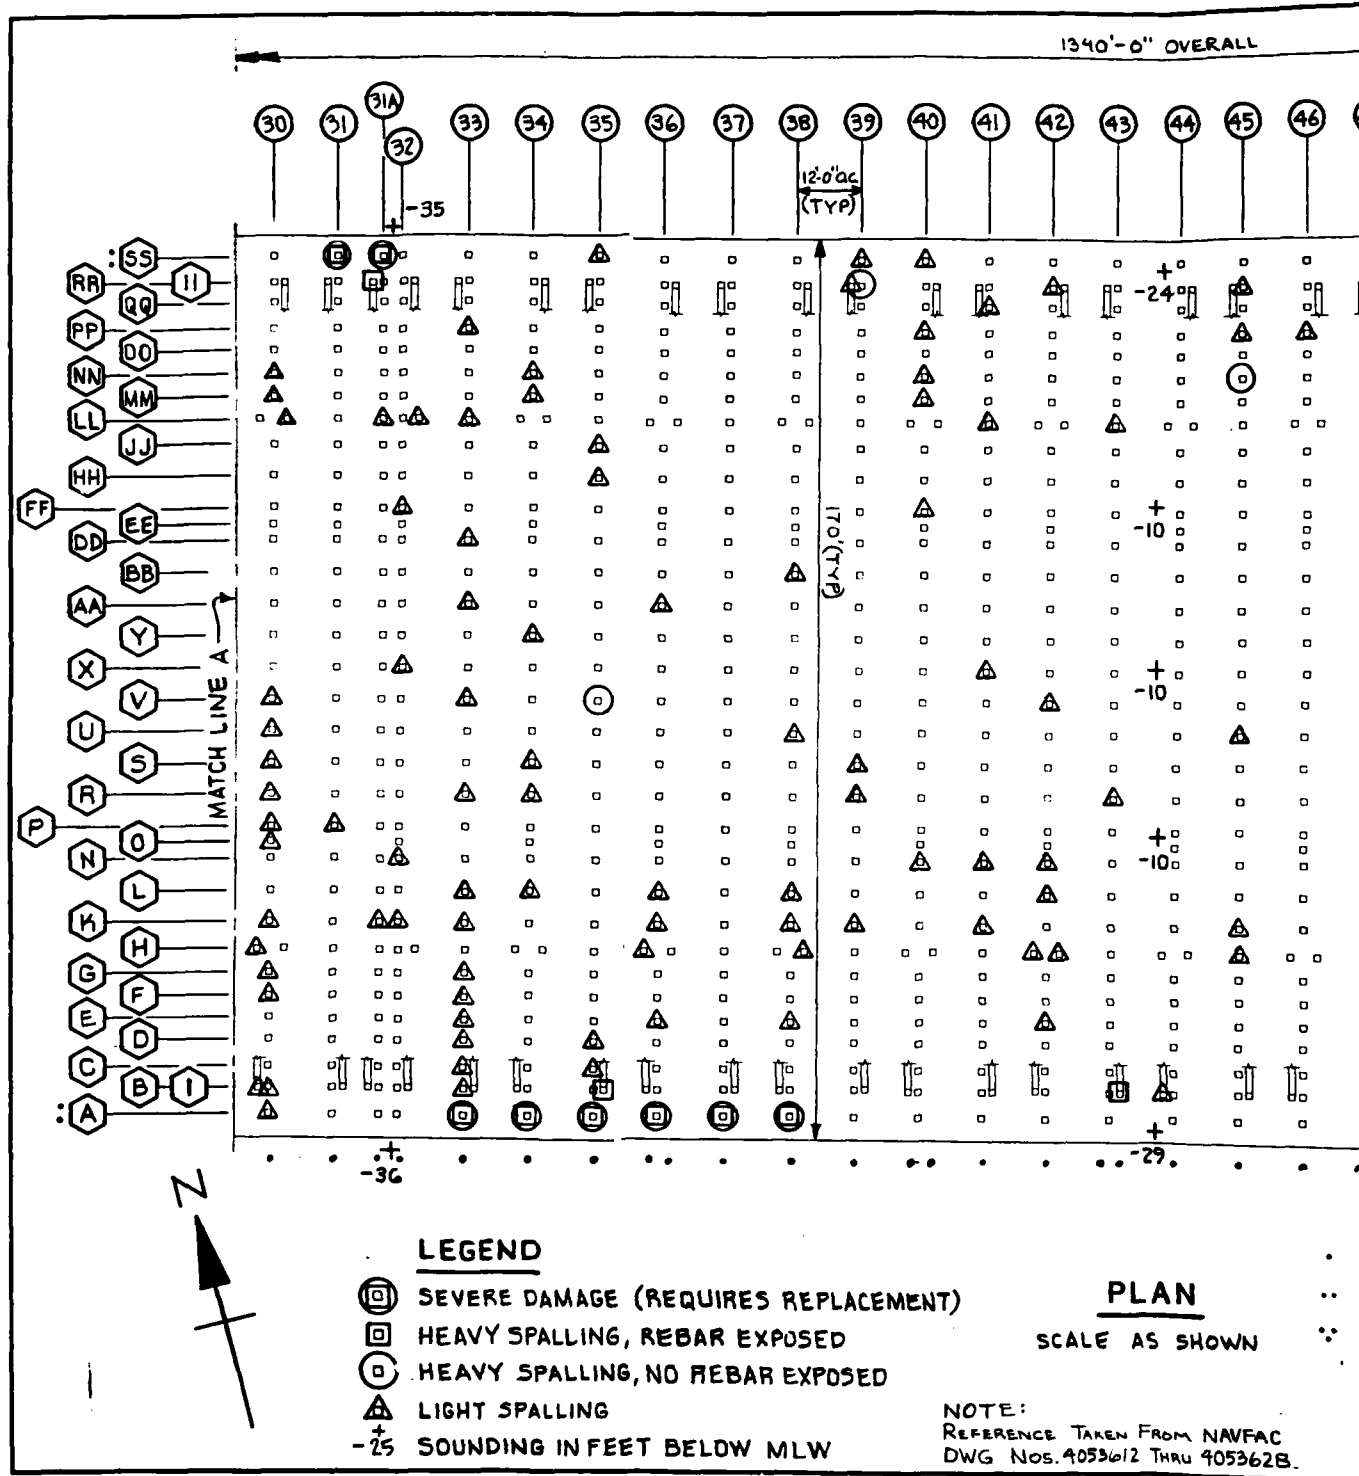 1340'-0" OVERALL
31A
30 31 33 34 35 36 37 38 39 40 41 42 43 44 45 46
32
12'-0" OC
(TYP)
-35
SS
RR II
-24
QQ
PP
OO
NN
MM
LL
JJ
HH
FF
EE
-10
DD
BB
AA
Y
X
-10
V
U
S
R
P
O
N
-10
L
K
H
G
F
E
D
C
B I
A
MATCH LINE A
170' (TYP)
-36
-29
N
LEGEND
SEVERE DAMAGE (REQUIRES REPLACEMENT)
HEAVY SPALLING, REBAR EXPOSED
HEAVY SPALLING, NO REBAR EXPOSED
LIGHT SPALLING
-25 SOUNDING IN FEET BELOW MLW
PLAN
SCALE AS SHOWN
NOTE:
REFERENCE TAKEN FROM NAVFAC
DWG NOS. 4053612 THRU 4053628.